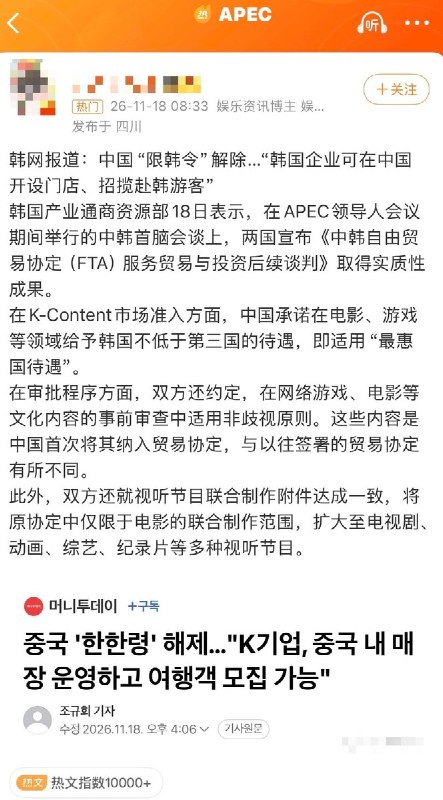 APEC
听
热门 26-11-18 08:33 娱乐资讯博主 娱...
+关注
发布于 四川
韩网报道：中国“限韩令”解除...“韩国企业可在中国
开设门店、招揽赴韩游客”
韩国产业通商资源部18日表示，在APEC领导人会议
期间举行的中韩首脑会谈上，两国宣布《中韩自由贸
易协定（FTA）服务贸易与投资后续谈判》取得实质性
成果。
在K-Content市场准入方面，中国承诺在电影、游戏
等领域给予韩国不低于第三国的待遇，即适用“最惠
国待遇”。
在审批程序方面，双方还约定，在网络游戏、电影等
文化内容的事前审查中适用非歧视原则。这些内容是
中国首次将其纳入贸易协定，与以往签署的贸易协定
有所不同。
此外，双方还就视听节目联合制作附件达成一致，将
原协定中仅限于电影的联合制作范围，扩大至电视剧、
动画、综艺、纪录片等多种视听节目。
머니투데이 +구독
중국 '한한령' 해제..."K기업, 중국 내 매
장 운영하고 여행객 모집 가능"
조규희 기자
수정 2026.11.18. 오후 4:06
기사원문
热文 热文指数10000+